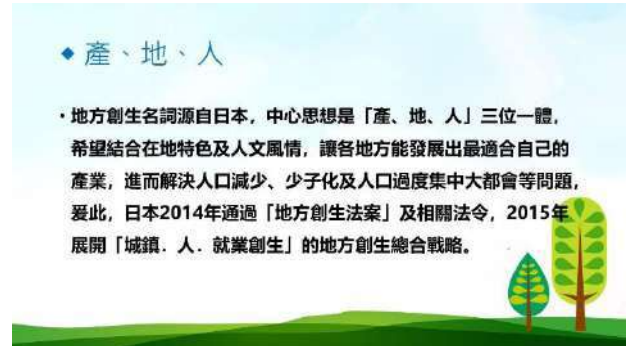 ◆產、地、人
・地方創生名詞源自日本，中心思想是「產、地、人」三位一體，
希望結合在地特色及人文風情，讓各地方能發展出最適合自己的
產業，進而解決人口減少、少子化及人口過度集中大都會等問題，
爰此，日本2014年通過「地方創生法案」及相關法令，2015年
展開「城鎮．人．就業創生」的地方創生總合戰略。